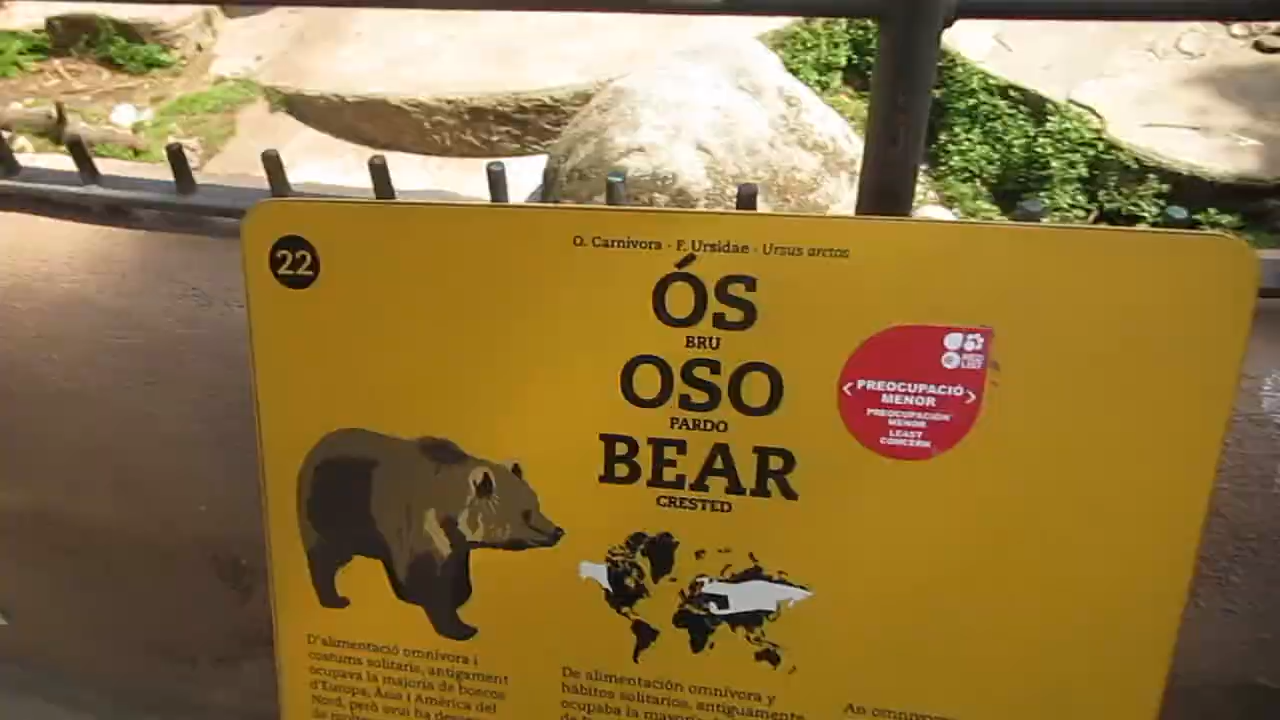 22
O. Carnivora · F. Ursidae · Ursus arctos
ÓS
BRU
OSO
PARDO
BEAR
CRESTED
RED LIST
< PREOCUPACIÓ >
MENOR
PREOCUPACIÓN
MENOR
LEAST
CONCERN
D'alimentació omnívora i
costums solitaris, antigament
ocupava la majoria de boscos
d'Europa, Àsia i Amèrica del
Nord, però avui ha
De alimentación omnívora y
hábitos solitarios, antiguamente
ocupaba la mayoría
An